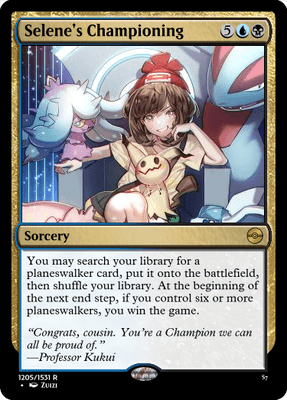 Selene's Championing
5
Sorcery
You may search your library for a
planeswalker card, put it onto the battlefield,
then shuffle your library. At the beginning of
the next end step, if you control six or more
planeswalkers, you win the game.
“Congrats, cousin. You're a Champion we can
all be proud of.”
—Professor Kukui
1205/1531 R
S7
• Zuizi